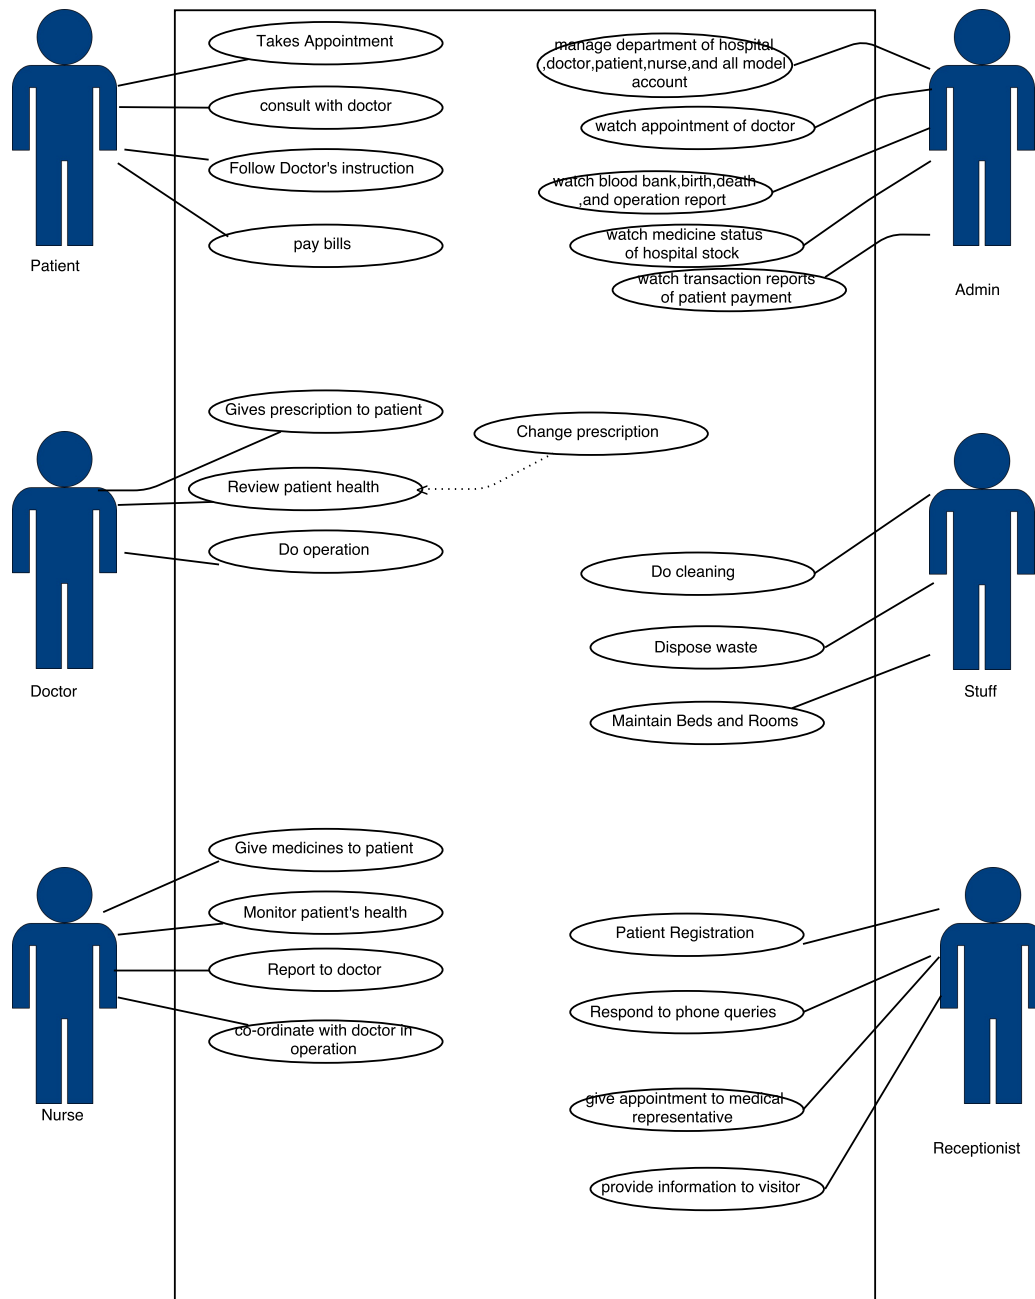 Takes Appointment
consult with doctor
Follow Doctor's instruction
pay bills
Patient
manage department of hospital
,doctor,patient,nurse,and all model
account
watch appointment of doctor
watch blood bank,birth,death
,and operation report
watch medicine status
of hospital stock
watch transaction reports
of patient payment
Admin
Gives prescription to patient
Change prescription
Review patient health
Do operation
Doctor
Do cleaning
Dispose waste
Maintain Beds and Rooms
Stuff
Give medicines to patient
Monitor patient's health
Report to doctor
co-ordinate with doctor in
operation
Nurse
Patient Registration
Respond to phone queries
give appointment to medical
representative
provide information to visitor
Receptionist